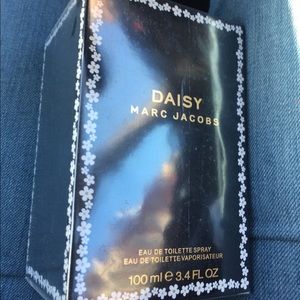 DAISY
MARC JACOBS
EAU DE TOILETTE SPRAY
EAU DE TOILETTE VAPORISATEUR
100 ml ℮ 3.4 FL OZ